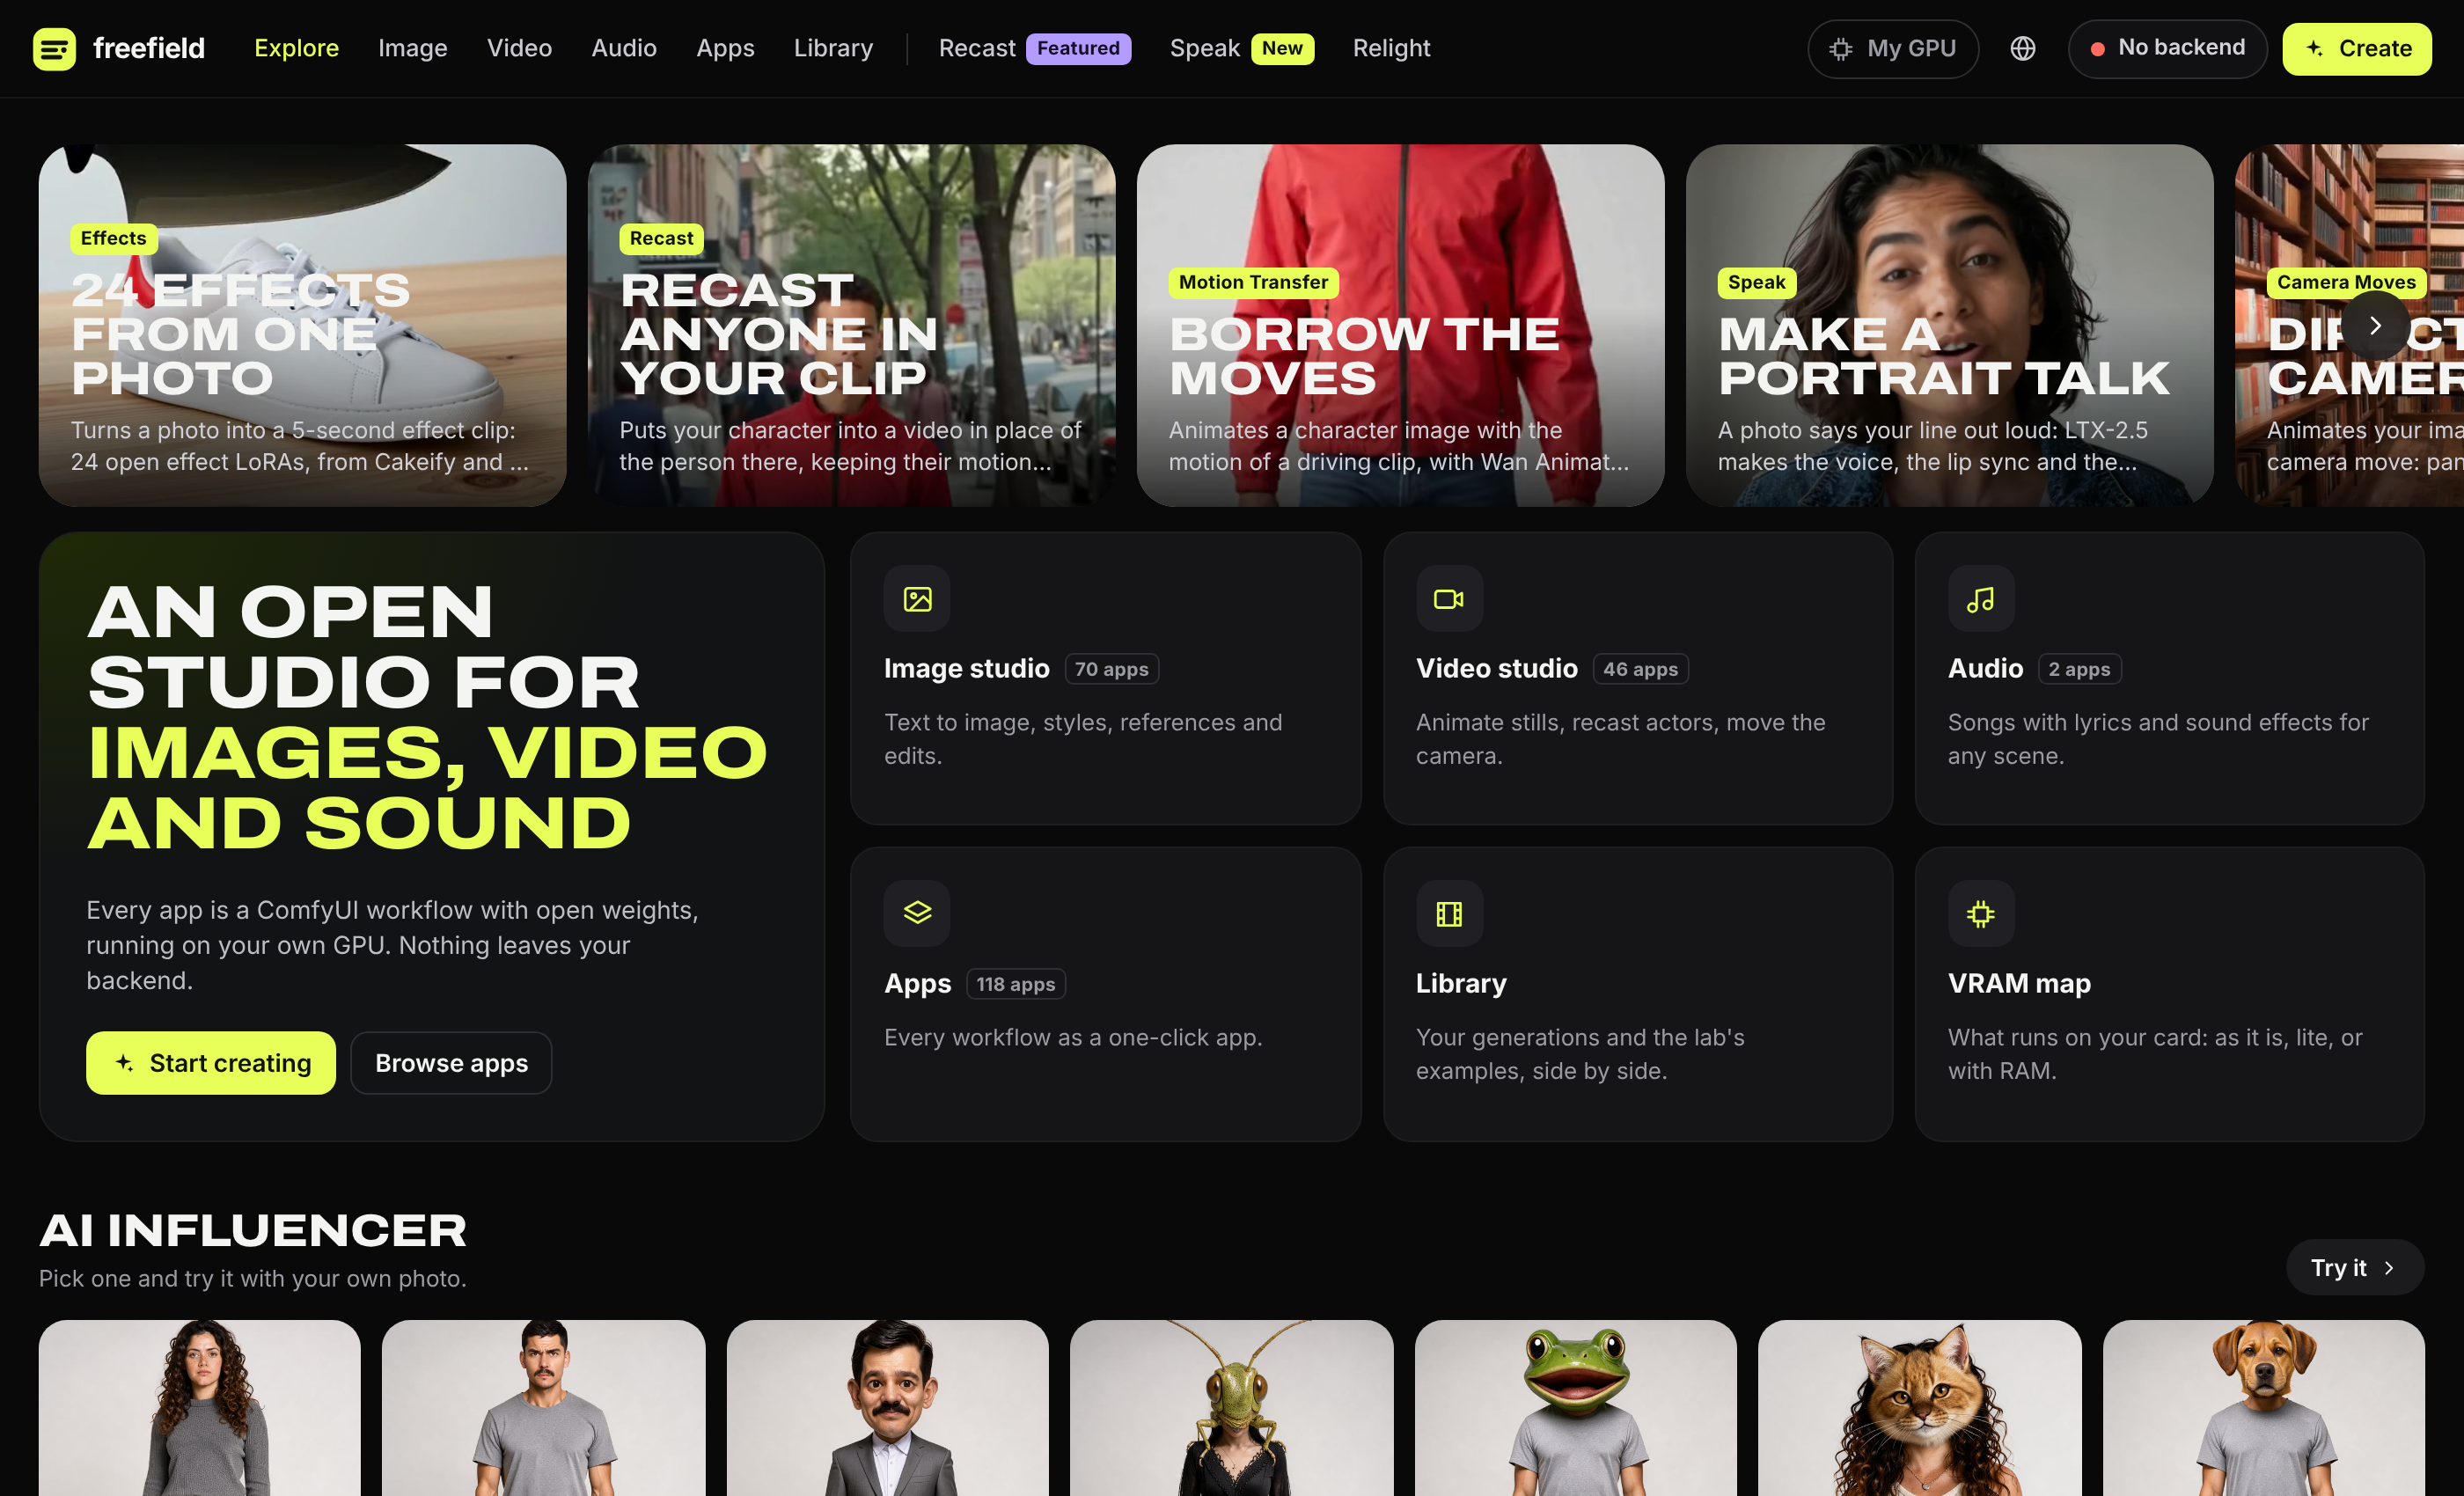 freefield
Explore
Image
Video
Audio
Apps
Library
Recast Featured
Speak New
Relight
My GPU
No backend
Create
Effects
24 EFFECTS
FROM ONE
PHOTO
Turns a photo into a 5-second effect clip:
24 open effect LoRAs, from Cakeify and ...
Recast
RECAST
ANYONE IN
YOUR CLIP
Puts your character into a video in place of
the person there, keeping their motion...
Motion Transfer
BORROW THE
MOVES
Animates a character image with the
motion of a driving clip, with Wan Animat...
Speak
MAKE A
PORTRAIT TALK
A photo says your line out loud: LTX-2.5
makes the voice, the lip sync and the...
Camera Moves
Animates your
camera move:
AN OPEN
STUDIO FOR
IMAGES, VIDEO
AND SOUND
Every app is a ComfyUI workflow with open weights,
running on your own GPU. Nothing leaves your
backend.
Start creating
Browse apps
Image studio 70 apps
Text to image, styles, references and
edits.
Video studio 46 apps
Animate stills, recast actors, move the
camera.
Audio 2 apps
Songs with lyrics and sound effects for
any scene.
Apps 118 apps
Every workflow as a one-click app.
Library
Your generations and the lab's
examples, side by side.
VRAM map
What runs on your card: as it is, lite, or
with RAM.
AI INFLUENCER
Pick one and try it with your own photo.
Try it